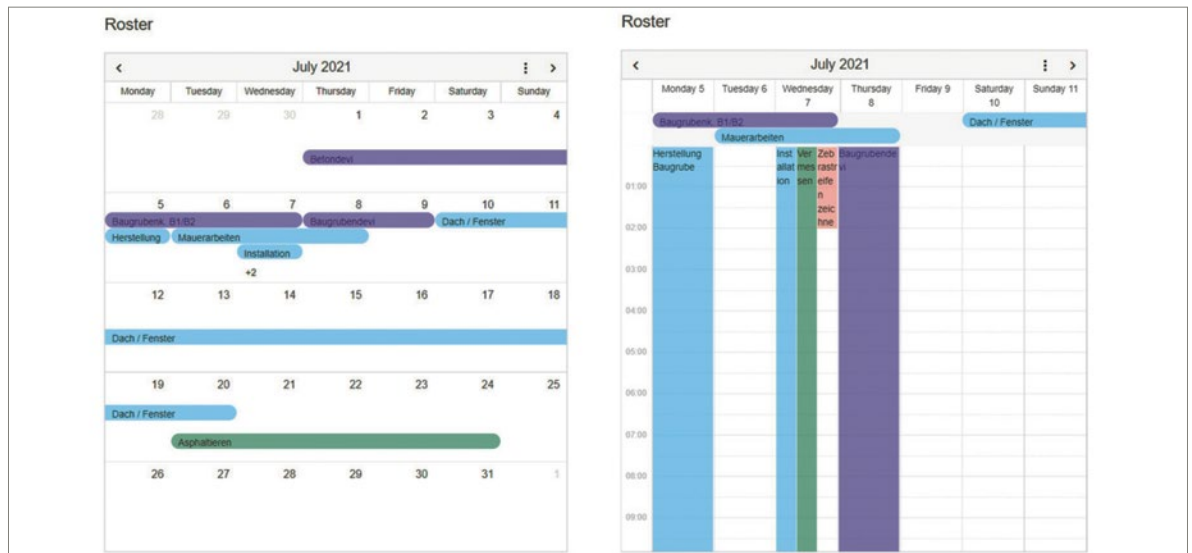 Roster
‹ July 2021 ⋮ ›
Monday Tuesday Wednesday Thursday Friday Saturday Sunday
28 29 30 1 2 3 4
Betondevi
5 6 7 8 9 10 11
Baugrubenk. B1/B2 Baugrubendevi Dach / Fenster
Herstellung Mauerarbeiten
Installation
+2
12 13 14 15 16 17 18
Dach / Fenster
19 20 21 22 23 24 25
Dach / Fenster
Asphaltieren
26 27 28 29 30 31 1
Roster
‹ July 2021 ⋮ ›
Monday 5 Tuesday 6 Wednesday 7 Thursday 8 Friday 9 Saturday 10 Sunday 11
Baugrubenk. B1/B2 Dach / Fenster
Mauerarbeiten
Herstellung
Baugrube
Inst
allat
ion
Ver
mes
sen
Zeb
rastr
eife
n
zeic
hne
Baugrubende
vi
01:00
02:00
03:00
04:00
05:00
06:00
07:00
08:00
09:00